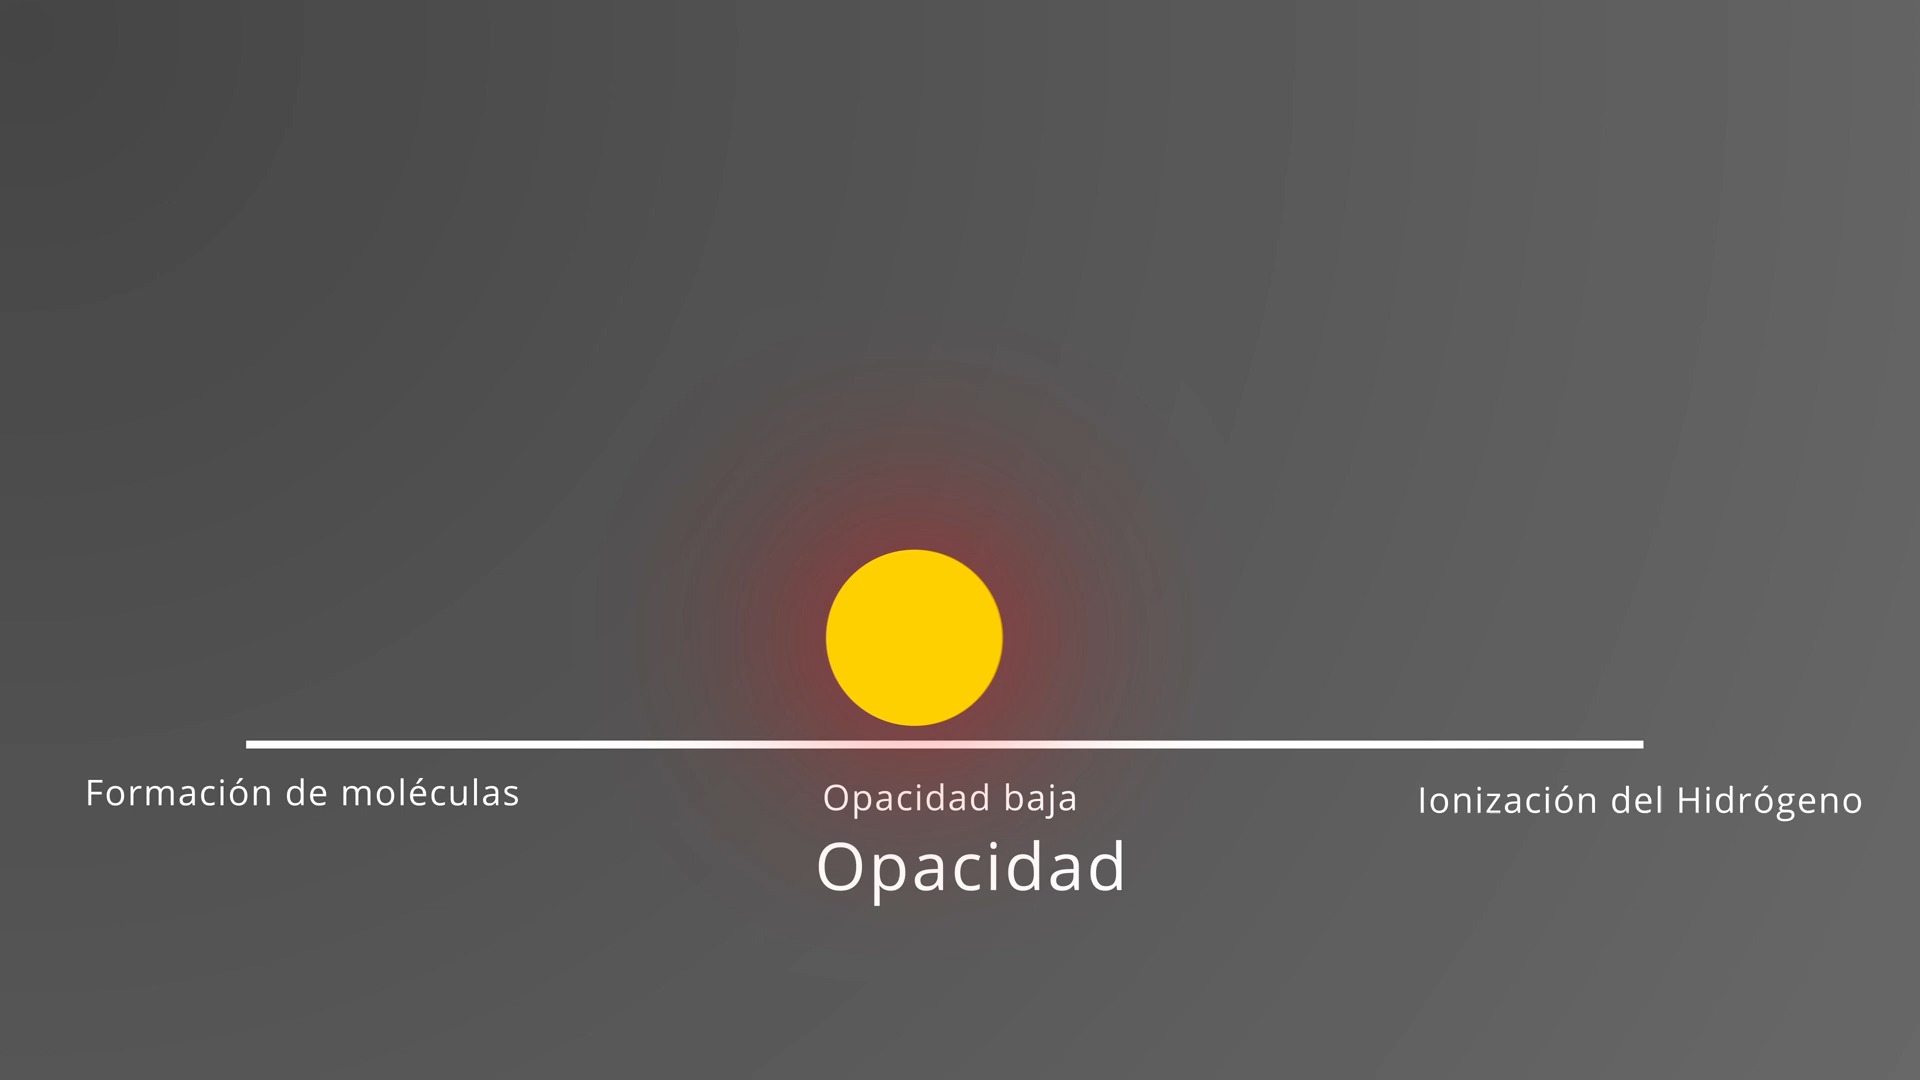 Formación de moléculas
Opacidad baja
Ionización del Hidrógeno
Opacidad